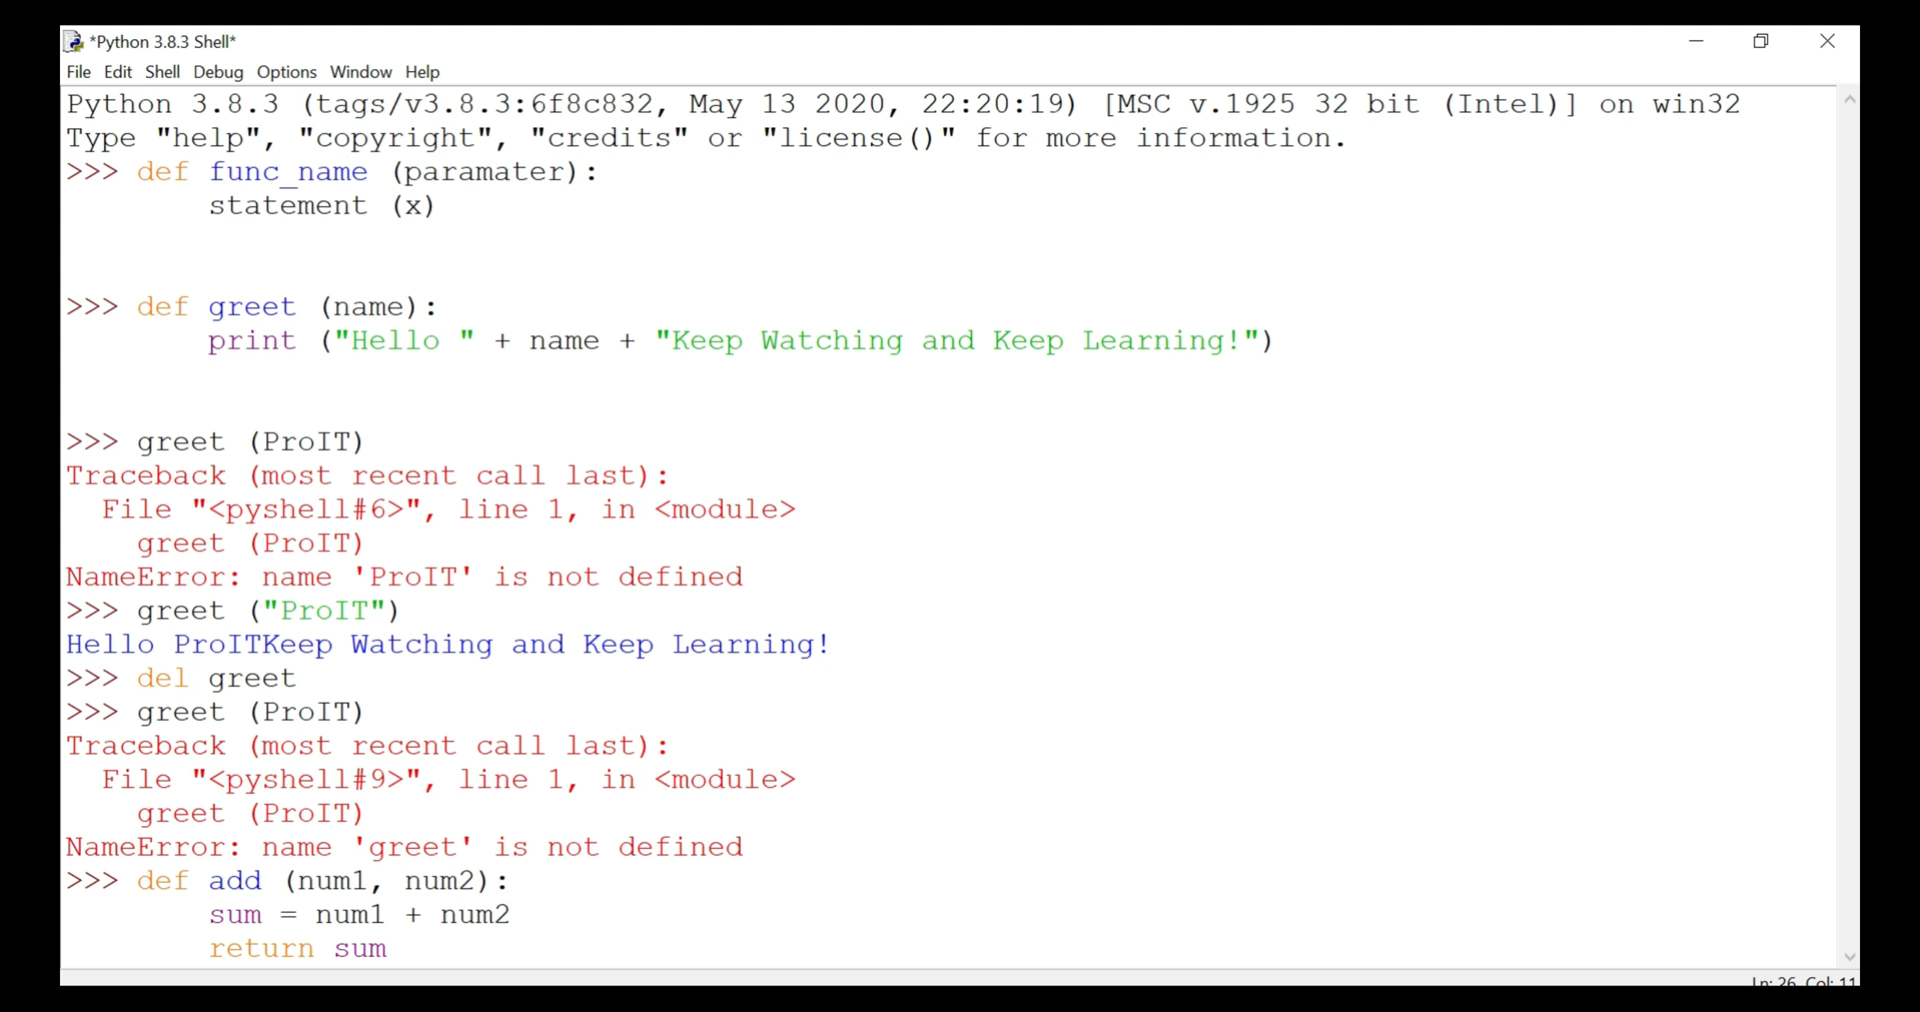 *Python 3.8.3 Shell*
File Edit Shell Debug Options Window Help
Python 3.8.3 (tags/v3.8.3:6f8c832, May 13 2020, 22:20:19) [MSC v.1925 32 bit (Intel)] on win32
Type "help", "copyright", "credits" or "license()" for more information.
>>> def func_name (paramater):
        statement (x)
>>> def greet (name):
        print ("Hello " + name + "Keep Watching and Keep Learning!")
>>> greet (ProIT)
Traceback (most recent call last):
  File "<pyshell#6>", line 1, in <module>
    greet (ProIT)
NameError: name 'ProIT' is not defined
>>> greet ("ProIT")
Hello ProITKeep Watching and Keep Learning!
>>> del greet
>>> greet (ProIT)
Traceback (most recent call last):
  File "<pyshell#9>", line 1, in <module>
    greet (ProIT)
NameError: name 'greet' is not defined
>>> def add (num1, num2):
        sum = num1 + num2
        return sum
Ln: 26 Col: 11